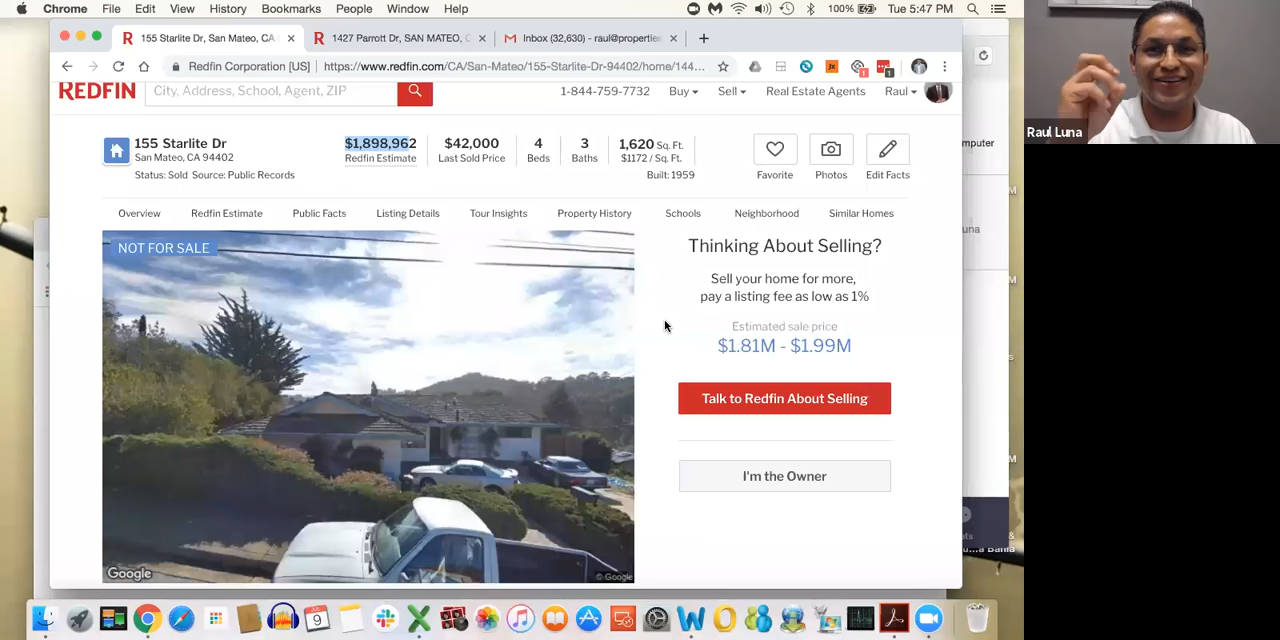 Chrome File Edit View History Bookmarks People Window Help 100% Tue 5:47 PM
155 Starlite Dr, San Mateo, CA
1427 Parrott Dr, SAN MATEO, C
Inbox (32,630) - raul@propertie
Redfin Corporation [US] https://www.redfin.com/CA/San-Mateo/155-Starlite-Dr-94402/home/144...
REDFIN City, Address, School, Agent, ZIP 1-844-759-7732 Buy Sell Real Estate Agents Raul
155 Starlite Dr
San Mateo, CA 94402
Status: Sold Source: Public Records
$1,898,962
Redfin Estimate
$42,000
Last Sold Price
4
Beds
3
Baths
1,620 Sq. Ft.
$1172 / Sq. Ft.
Built: 1959
Favorite Photos Edit Facts
Overview Redfin Estimate Public Facts Listing Details Tour Insights Property History Schools Neighborhood Similar Homes
NOT FOR SALE
Thinking About Selling?
Sell your home for more,
pay a listing fee as low as 1%
Estimated sale price
$1.81M - $1.99M
Talk to Redfin About Selling
I'm the Owner
Google
© Google
Raul Luna
mputer
una
9